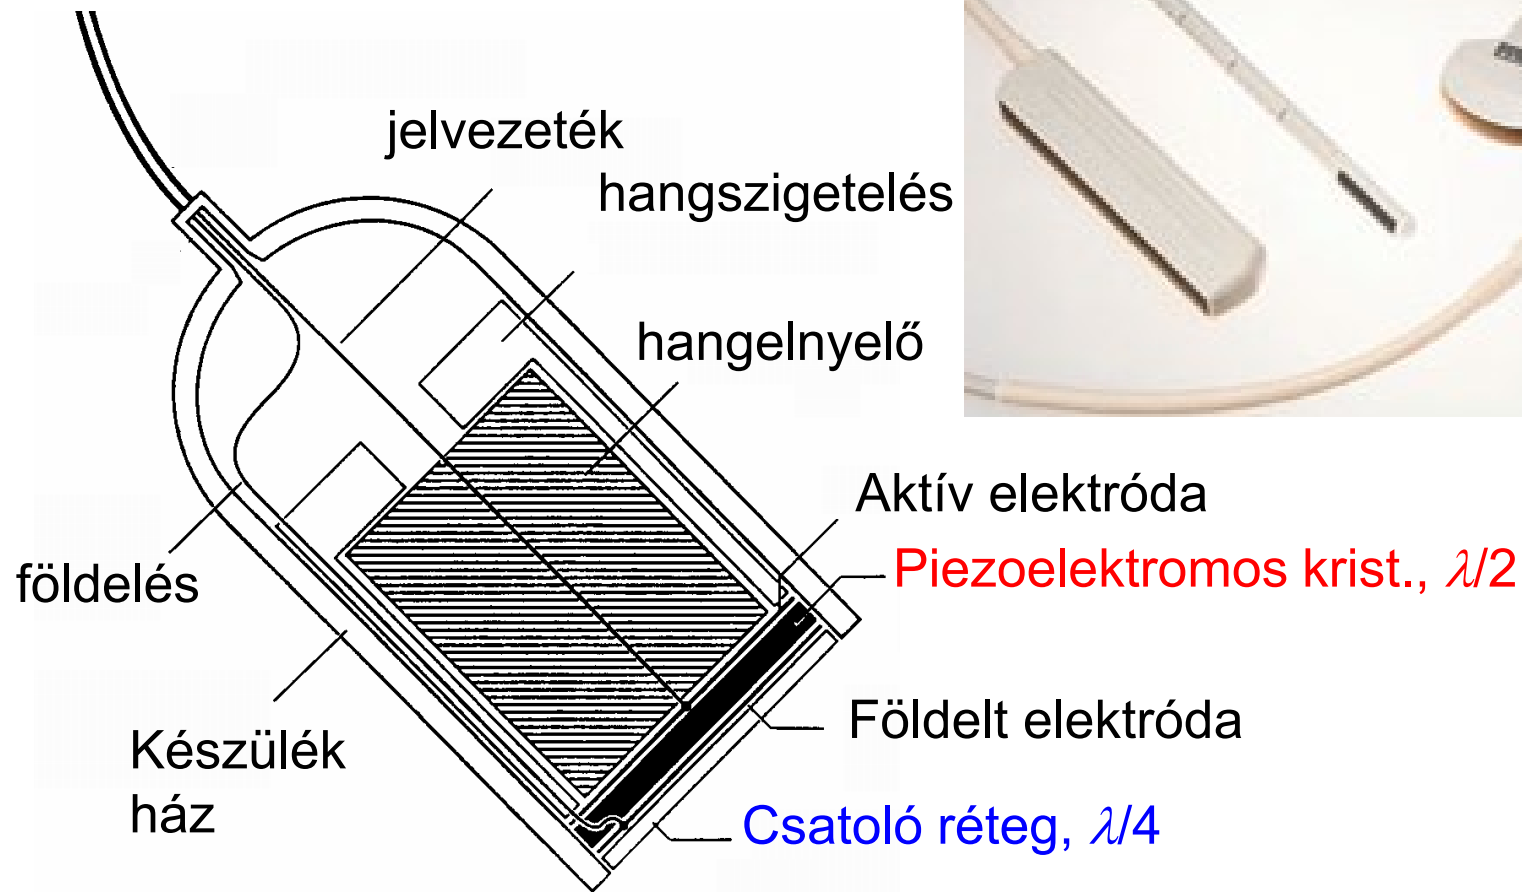 jelvezeték
hangszigetelés
hangelnyelő
Aktív elektróda
Piezoelektromos krist., λ/2
földelés
Földelt elektróda
Készülék
ház
Csatoló réteg, λ/4